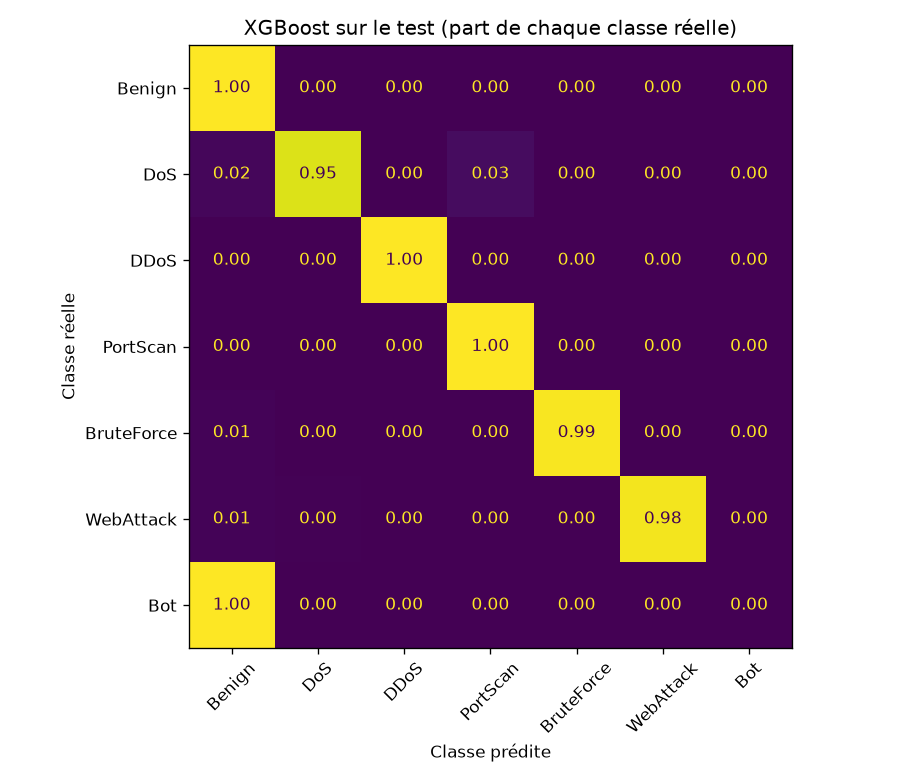 XGBoost sur le test (part de chaque classe réelle)
Benign 1.00 0.00 0.00 0.00 0.00 0.00 0.00
DoS 0.02 0.95 0.00 0.03 0.00 0.00 0.00
DDoS 0.00 0.00 1.00 0.00 0.00 0.00 0.00
PortScan 0.00 0.00 0.00 1.00 0.00 0.00 0.00
BruteForce 0.01 0.00 0.00 0.00 0.99 0.00 0.00
WebAttack 0.01 0.00 0.00 0.00 0.00 0.98 0.00
Bot 1.00 0.00 0.00 0.00 0.00 0.00 0.00
Classe réelle
Benign DoS DDoS PortScan BruteForce WebAttack Bot
Classe prédite